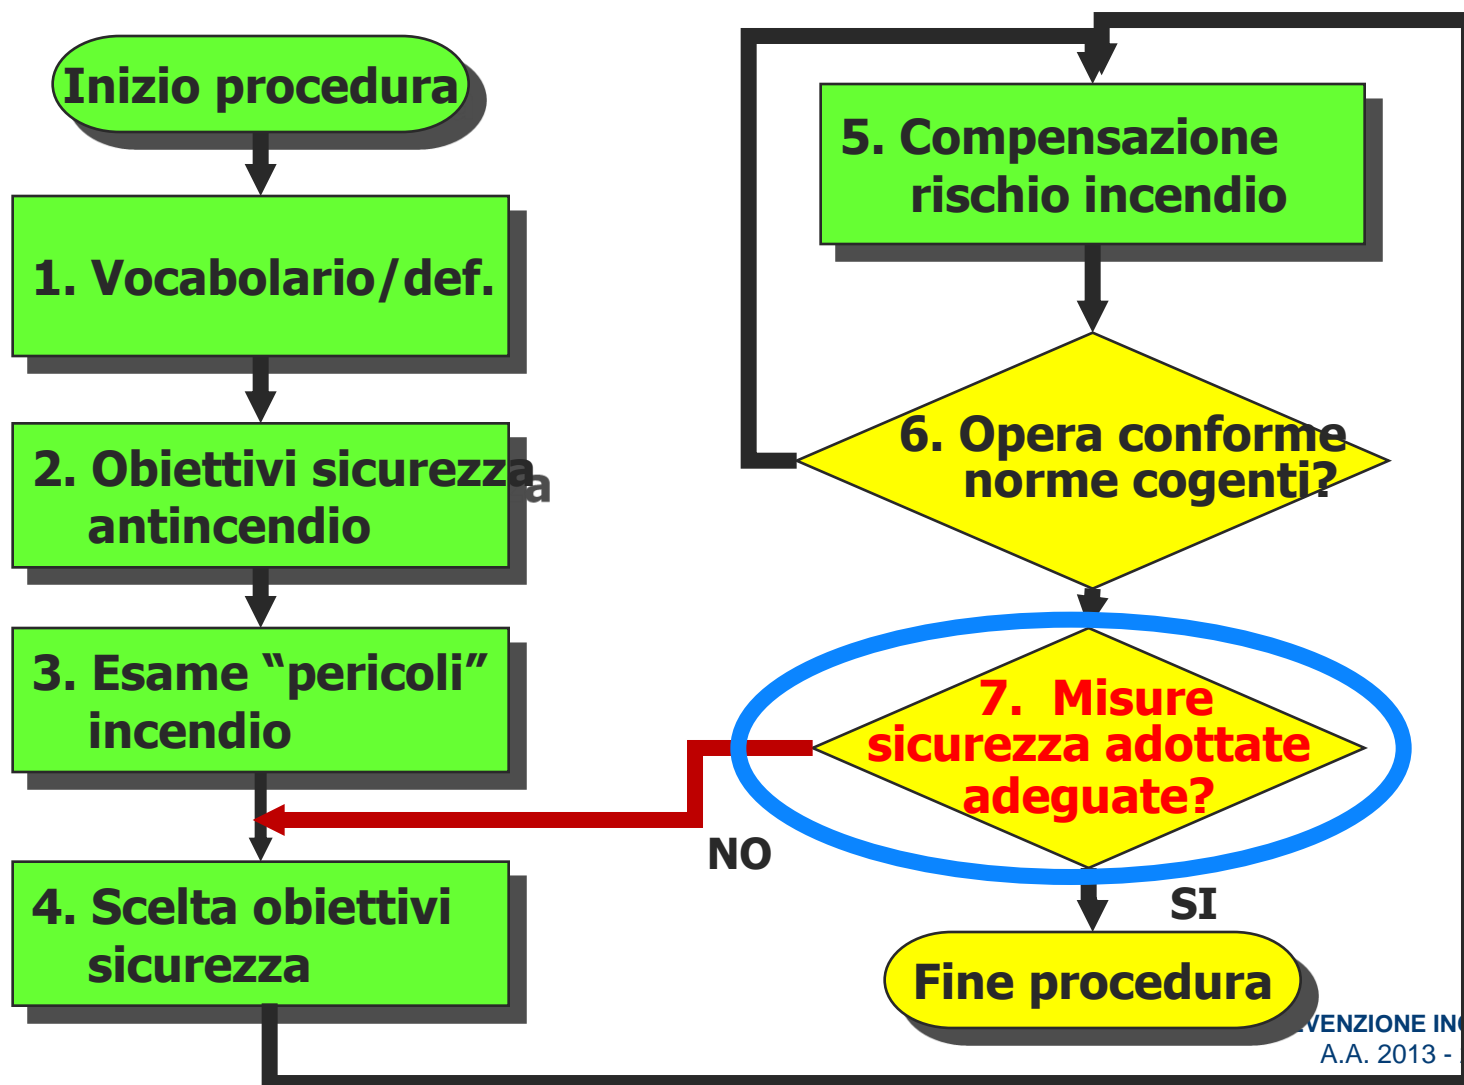 Inizio procedura
1. Vocabolario/def.
2. Obiettivi sicurezza
antincendio
3. Esame “pericoli”
incendio
4. Scelta obiettivi
sicurezza
5. Compensazione
rischio incendio
6. Opera conforme
norme cogenti?
7. Misure
sicurezza adottate
adeguate?
NO
SI
Fine procedura
A.A. 2013 -